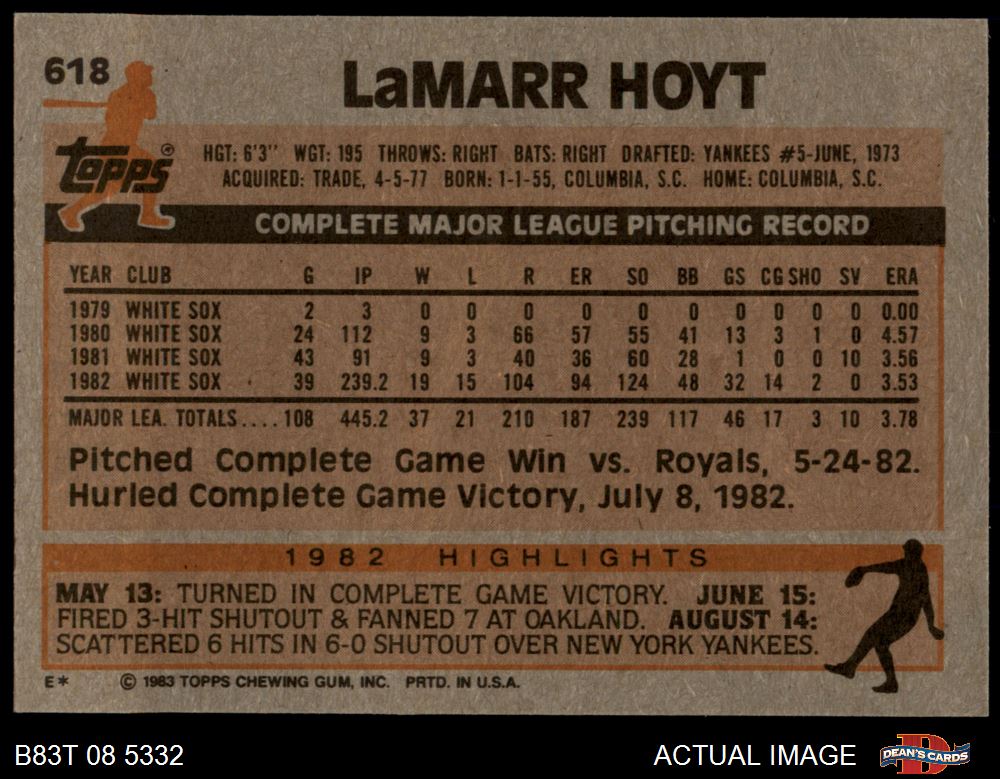 618
LaMARR HOYT
topps®
HGT: 6'3" WGT: 195 THROWS: RIGHT BATS: RIGHT DRAFTED: YANKEES #5-JUNE, 1973
ACQUIRED: TRADE, 4-5-77 BORN: 1-1-55, COLUMBIA, S.C. HOME: COLUMBIA, S.C.
COMPLETE MAJOR LEAGUE PITCHING RECORD
YEAR CLUB G IP W L R ER SO BB GS CG SHO SV ERA
1979 WHITE SOX 2 3 0 0 0 0 0 0 0 0 0 0 0.00
1980 WHITE SOX 24 112 9 3 66 57 55 41 13 3 1 0 4.57
1981 WHITE SOX 43 91 9 3 40 36 60 28 1 0 0 10 3.56
1982 WHITE SOX 39 239.2 19 15 104 94 124 48 32 14 2 0 3.53
MAJOR LEA. TOTALS.... 108 445.2 37 21 210 187 239 117 46 17 3 10 3.78
Pitched Complete Game Win vs. Royals, 5-24-82.
Hurled Complete Game Victory, July 8, 1982.
1982 HIGHLIGHTS
MAY 13: TURNED IN COMPLETE GAME VICTORY. JUNE 15:
FIRED 3-HIT SHUTOUT & FANNED 7 AT OAKLAND. AUGUST 14:
SCATTERED 6 HITS IN 6-0 SHUTOUT OVER NEW YORK YANKEES.
E* © 1983 TOPPS CHEWING GUM, INC. PRTD. IN U.S.A.
B83T 08 5332 ACTUAL IMAGE DEAN'S CARDS